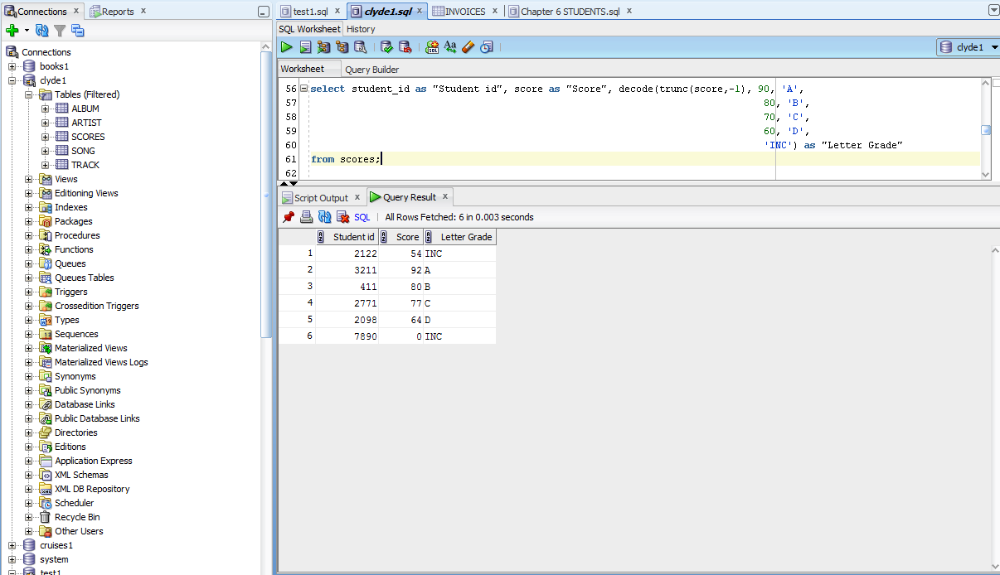 Connections x Reports x
Connections
books1
clyde1
Tables (Filtered)
ALBUM
ARTIST
SCORES
SONG
TRACK
Views
Editioning Views
Indexes
Packages
Procedures
Functions
Queues
Queues Tables
Triggers
Crossedition Triggers
Types
Sequences
Materialized Views
Materialized Views Logs
Synonyms
Public Synonyms
Database Links
Public Database Links
Directories
Editions
Application Express
XML Schemas
XML DB Repository
Scheduler
Recycle Bin
Other Users
cruises1
system
test1
test1.sql x clyde1.sql x INVOICES x Chapter 6 STUDENTS.sql x
SQL Worksheet History
clyde1
Worksheet Query Builder
56 select student_id as "Student id", score as "Score", decode(trunc(score,-1), 90, 'A',
57 80, 'B',
58 70, 'C',
59 60, 'D',
60 'INC') as "Letter Grade"
61 from scores;
62
Script Output x Query Result x
SQL | All Rows Fetched: 6 in 0.003 seconds
Student id Score Letter Grade
1 2122 54 INC
2 3211 92 A
3 411 80 B
4 2771 77 C
5 2098 64 D
6 7890 0 INC